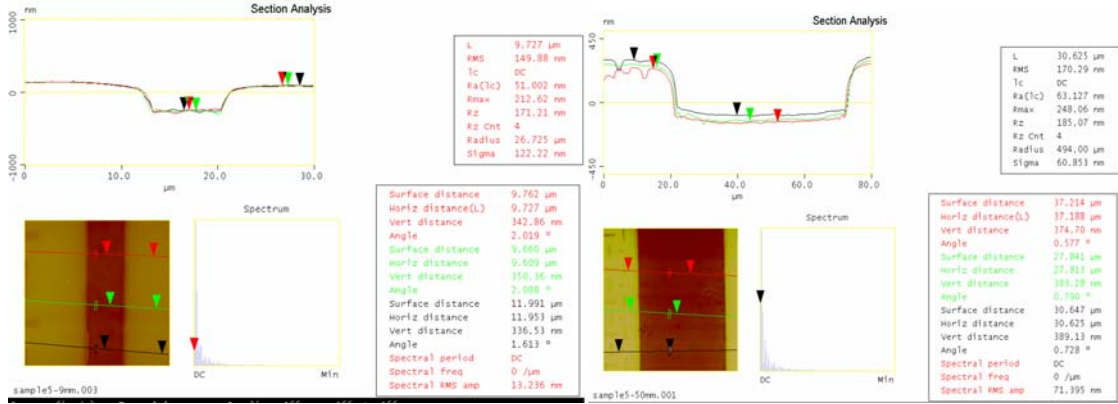 Section Analysis
nm
1000
0
-1000
0
10.0
20.0
30.0
µm
L 9.727 µm
RMS 149.88 nm
lc DC
Ra(lc) 51.002 nm
Rmax 212.62 nm
Rz 171.21 nm
Rz Cnt 4
Radius 26.725 µm
Sigma 122.22 nm
Surface distance 9.762 µm
Horiz distance(L) 9.727 µm
Vert distance 342.86 nm
Angle 2.019 °
Surface distance 9.660 µm
Horiz distance 9.609 µm
Vert distance 350.36 nm
Angle 2.088 °
Surface distance 11.991 µm
Horiz distance 11.953 µm
Vert distance 336.53 nm
Angle 1.613 °
Spectral period DC
Spectral freq 0 /µm
Spectral RMS amp 13.236 nm
Spectrum
DC
Min
sample5-9mm.003
Section Analysis
nm
450
0
-450
0.0
20.0
40.0
60.0
80.0
µm
L 30.625 µm
RMS 170.29 nm
lc DC
Ra(lc) 63.127 nm
Rmax 248.06 nm
Rz 185.07 nm
Rz Cnt 4
Radius 494.00 µm
Sigma 60.853 nm
Surface distance 37.214 µm
Horiz distance(L) 37.188 µm
Vert distance 374.70 nm
Angle 0.577 °
Surface distance 27.841 µm
Horiz distance 27.813 µm
Vert distance 383.28 nm
Angle 0.790 °
Surface distance 30.647 µm
Horiz distance 30.625 µm
Vert distance 389.13 nm
Angle 0.728 °
Spectral period DC
Spectral freq 0 /µm
Spectral RMS amp 71.395 nm
Spectrum
DC
Min
sample5-50mm.001